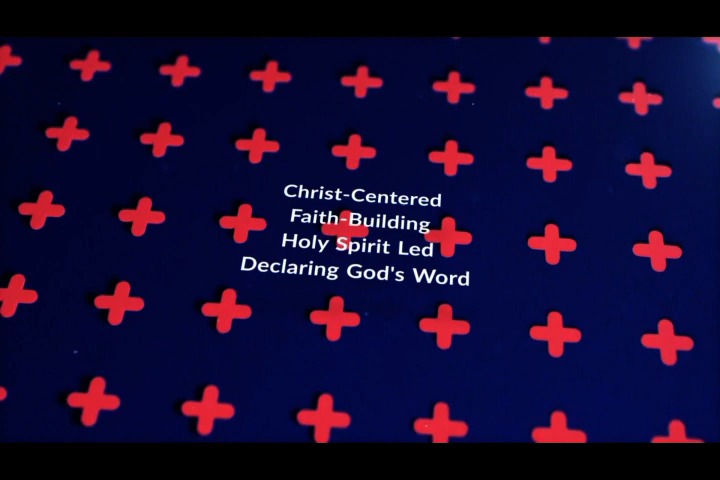 Christ-Centered
Faith-Building
Holy Spirit Led
Declaring God's Word